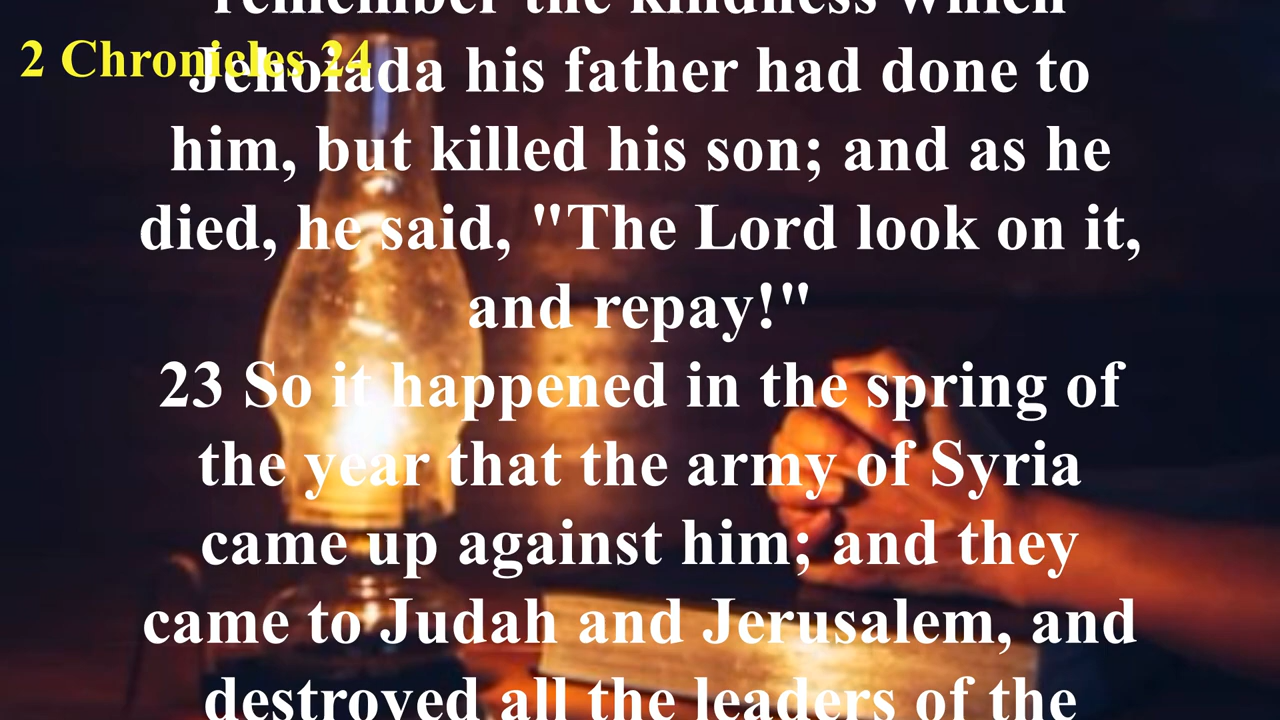 remember the kindness which
2 Chronicles 24
Jehoiada his father had done to
him, but killed his son; and as he
died, he said, "The Lord look on it,
and repay!"
23 So it happened in the spring of
the year that the army of Syria
came up against him; and they
came to Judah and Jerusalem, and
destroyed all the leaders of the